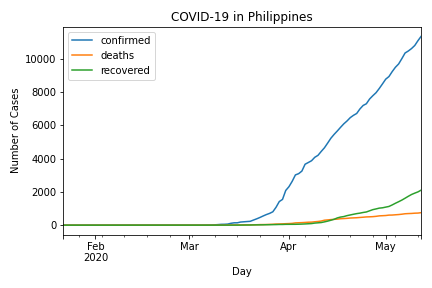 COVID-19 in Philippines
confirmed
deaths
recovered
Number of Cases
10000
8000
6000
4000
2000
0
Feb
2020
Mar
Apr
May
Day